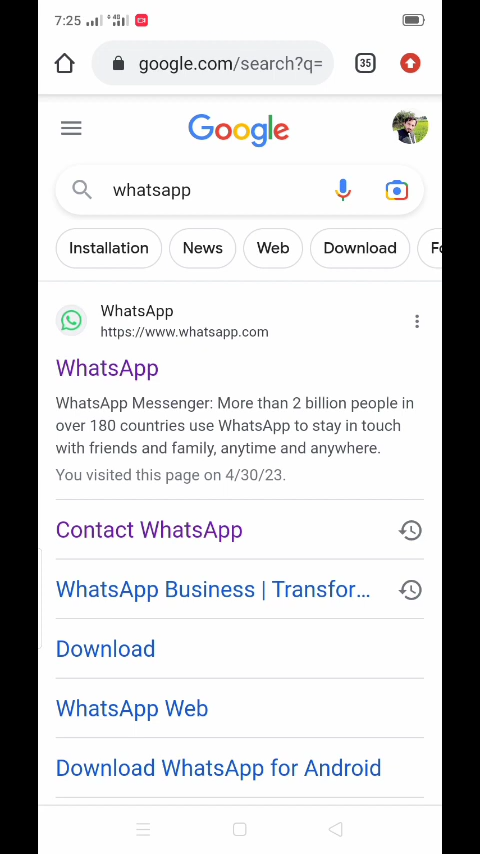 7:25
4G
google.com/search?q=
35
Google
whatsapp
Installation
News
Web
Download
WhatsApp
https://www.whatsapp.com
WhatsApp
WhatsApp Messenger: More than 2 billion people in
over 180 countries use WhatsApp to stay in touch
with friends and family, anytime and anywhere.
You visited this page on 4/30/23.
Contact WhatsApp
WhatsApp Business | Transfor...
Download
WhatsApp Web
Download WhatsApp for Android